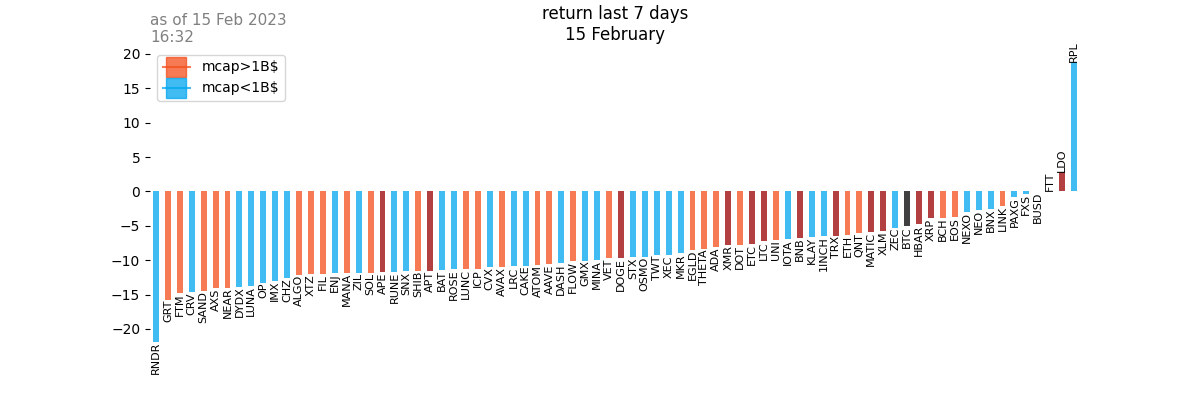 as of 15 Feb 2023
16:32
return last 7 days
15 February
mcap>1B$
mcap<1B$
20
15
10
5
0
−5
−10
−15
−20
RNDR
GRT
FTM
CRV
SAND
AXS
NEAR
DYDX
LUNA
OP
IMX
CHZ
ALGO
XTZ
FIL
ENJ
MANA
ZIL
SOL
APE
RUNE
SNX
SHIB
APT
BAT
ROSE
LUNC
ICP
CVX
AVAX
LRC
CAKE
ATOM
AAVE
DASH
FLOW
GMX
MINA
VET
DOGE
STX
OSMO
TWT
XEC
MKR
EGLD
THETA
ADA
XMR
DOT
ETC
LTC
UNI
IOTA
BNB
KLAY
1INCH
TRX
ETH
QNT
MATIC
XLM
ZEC
BTC
HBAR
XRP
BCH
EOS
NEXO
NEO
BNX
LINK
PAXG
FXS
BUSD
FTT
LDO
RPL